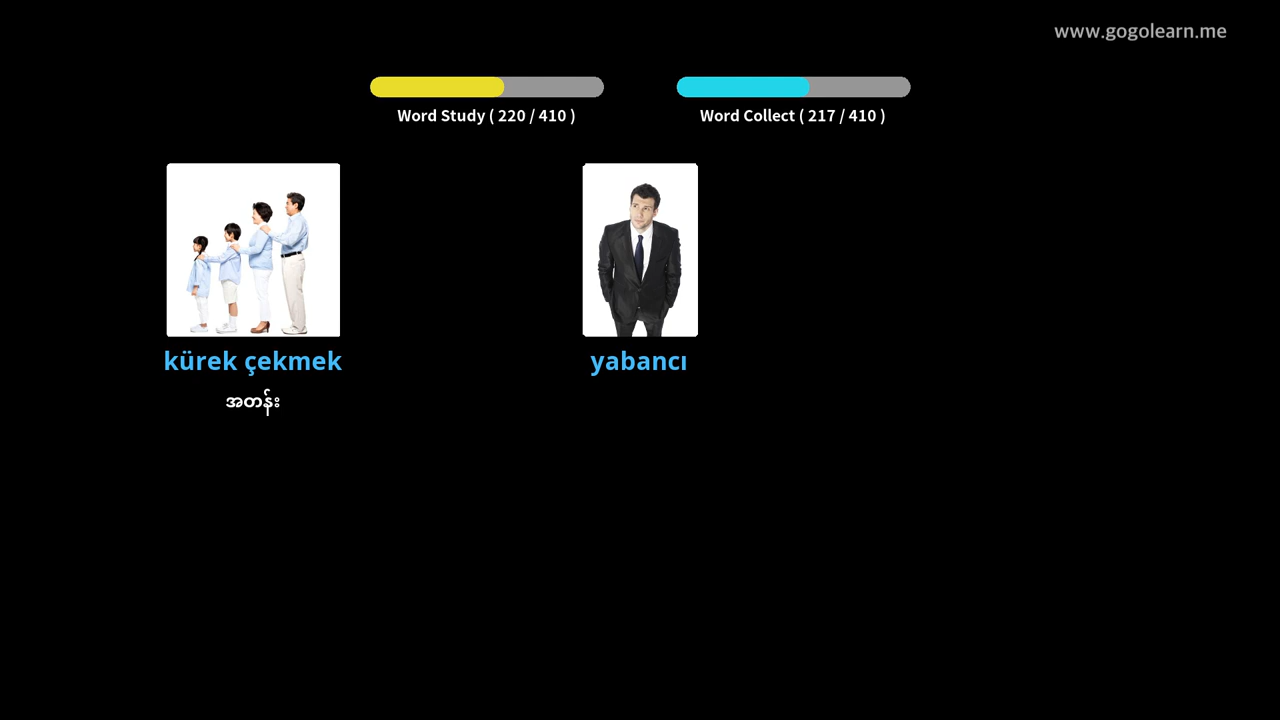 www.gogolearn.me
Word Study ( 220 / 410 )
Word Collect ( 217 / 410 )
kürek çekmek
yabancı
အတန်း